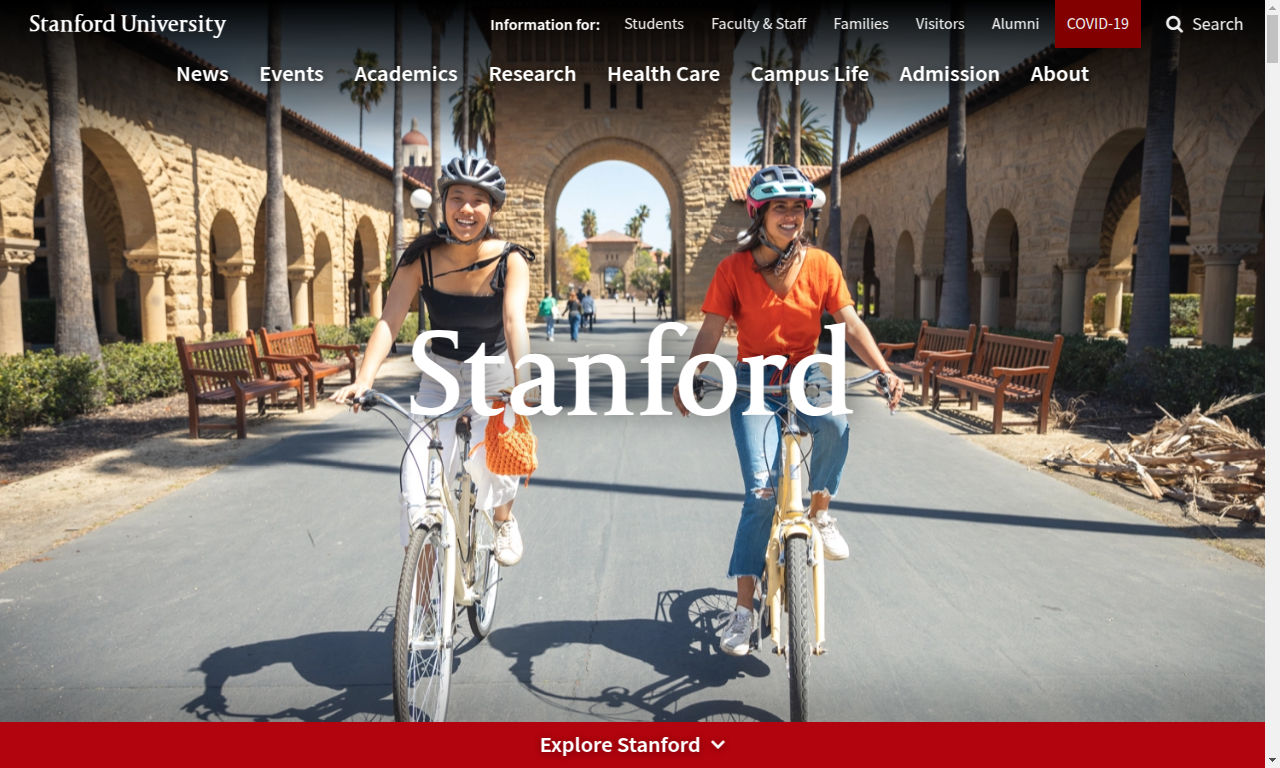 Stanford University
Information for: Students Faculty & Staff Families Visitors Alumni COVID-19 Search
News Events Academics Research Health Care Campus Life Admission About
Stanford
Explore Stanford